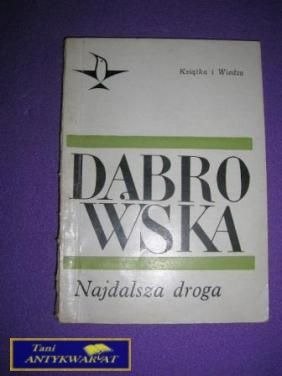 Książka i Wiedza
DĄBRO
WSKA
Najdalsza droga
Tani
ANTYKWARIAT